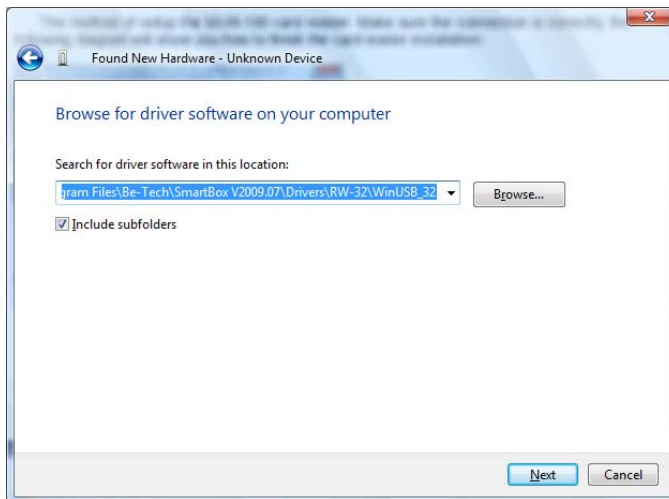 Found New Hardware - Unknown Device
Browse for driver software on your computer
Search for driver software in this location:
gram Files\Be-Tech\SmartBox V2009.07\Drivers\RW-32\WinUSB_32
Browse...
Include subfolders
Next
Cancel